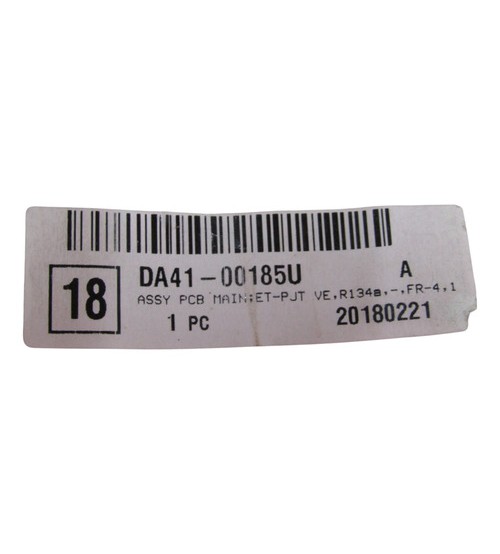 18
DA41-00185U A
ASSY PCB MAIN;ET-PJT VE,R134a,-,FR-4,1
1 PC 20180221